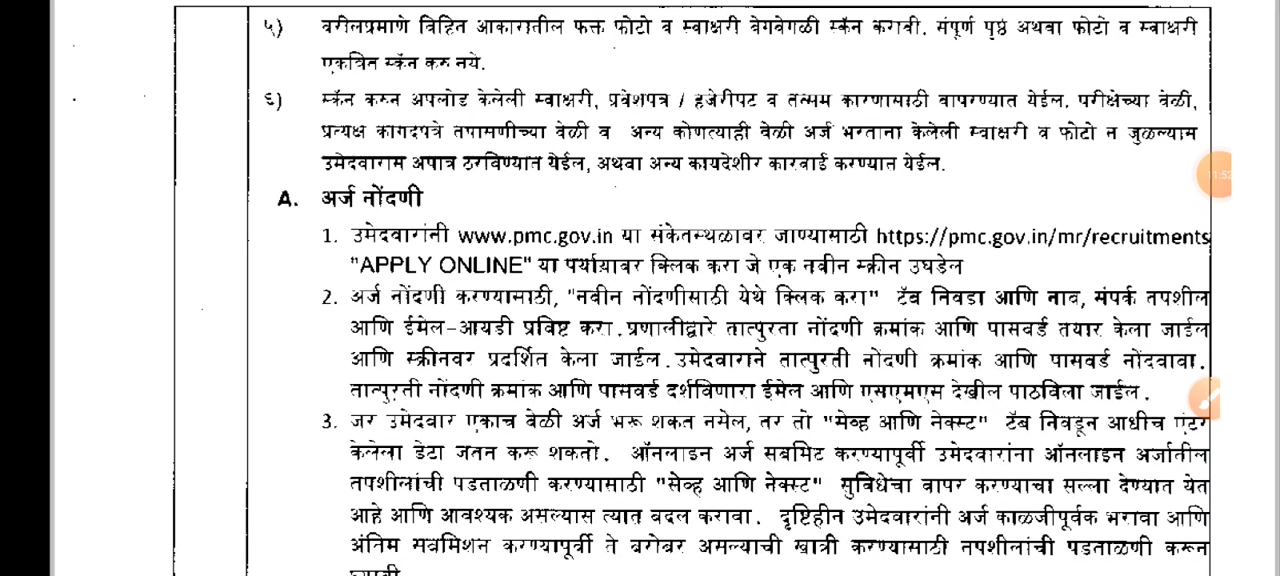 ५) वरीलप्रमाणे विहित आकारातील फक्त फोटो व स्वाक्षरी वेगवेगळी स्कॅन करावी. संपूर्ण पृष्ठ अथवा फोटो व स्वाक्षरी
एकत्रित स्कॅन करु नये.
६) स्कॅन करुन अपलोड केलेली स्वाक्षरी, प्रवेशपत्र / हजेरीपट व तत्सम कारणासाठी वापरण्यात येईल. परीक्षेच्या वेळी,
प्रत्यक्ष कागदपत्रे तपासणीच्या वेळी व अन्य कोणत्याही वेळी अर्ज भरताना केलेली स्वाक्षरी व फोटो न जुळल्यास
उमेदवारास अपात्र ठरविण्यात येईल, अथवा अन्य कायदेशीर कारवाई करण्यात येईल.
A. अर्ज नोंदणी
1. उमेदवारांनी www.pmc.gov.in या संकेतस्थळावर जाण्यासाठी https://pmc.gov.in/mr/recruitments
"APPLY ONLINE" या पर्यायावर क्लिक करा जे एक नवीन स्क्रीन उघडेल
2. अर्ज नोंदणी करण्यासाठी, "नवीन नोंदणीसाठी येथे क्लिक करा" टॅब निवडा आणि नाव, संपर्क तपशील
आणि ईमेल-आयडी प्रविष्ट करा. प्रणालीद्वारे तात्पुरता नोंदणी क्रमांक आणि पासवर्ड तयार केला जाईल
आणि स्क्रीनवर प्रदर्शित केला जाईल. उमेदवाराने तात्पुरती नोंदणी क्रमांक आणि पासवर्ड नोंदवावा.
तात्पुरती नोंदणी क्रमांक आणि पासवर्ड दर्शविणारा ईमेल आणि एसएमएस देखील पाठविला जाईल.
3. जर उमेदवार एकाच वेळी अर्ज भरू शकत नसेल, तर तो "सेव्ह आणि नेक्स्ट" टॅब निवडून आधीच एंटर
केलेला डेटा जतन करू शकतो. ऑनलाइन अर्ज सबमिट करण्यापूर्वी उमेदवारांना ऑनलाइन अर्जातील
तपशीलांची पडताळणी करण्यासाठी "सेव्ह आणि नेक्स्ट" सुविधेचा वापर करण्याचा सल्ला देण्यात येत
आहे आणि आवश्यक असल्यास त्यात बदल करावा. दृष्टिहीन उमेदवारांनी अर्ज काळजीपूर्वक भरावा आणि
अंतिम सबमिशन करण्यापूर्वी ते बरोबर असल्याची खात्री करण्यासाठी तपशीलांची पडताळणी करून